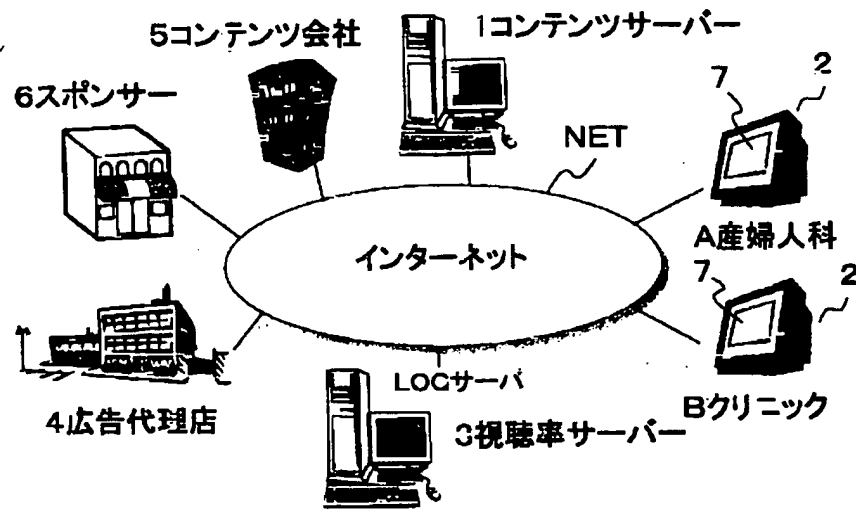 5コンテンツ会社
1コンテンツサーバー
6スポンサー
7
2
NET
A産婦人科
インターネット
7
2
LOGサーバ
Bクリニック
4広告代理店
3視聴率サーバー